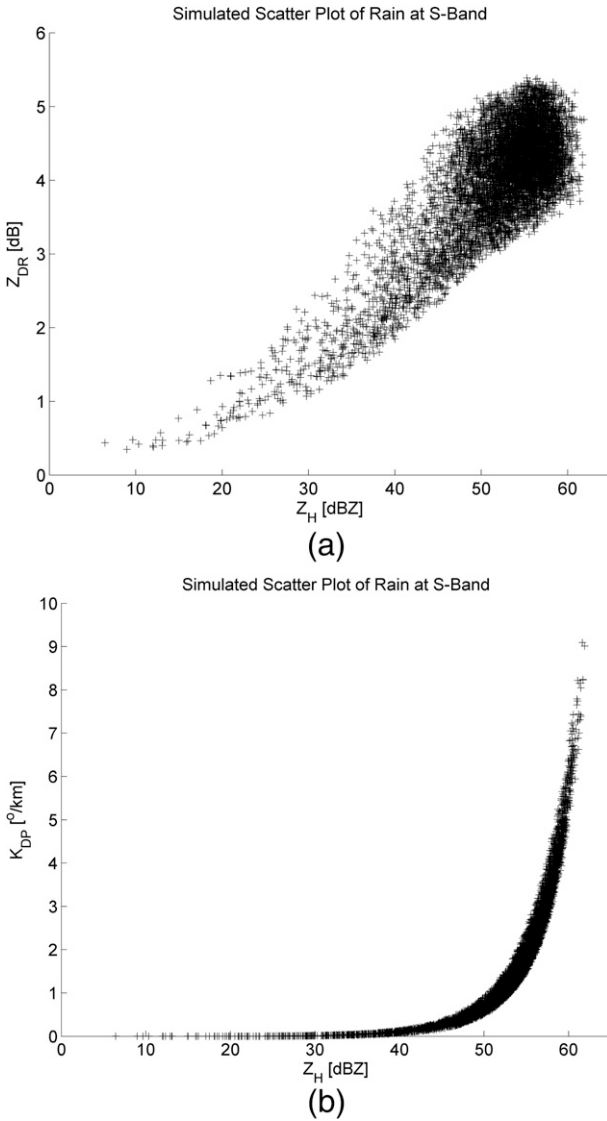 Simulated Scatter Plot of Rain at S-Band
6
5
4
3
2
1
0
Z_DR [dB]
0 10 20 30 40 50 60
Z_H [dBZ]
(a)
Simulated Scatter Plot of Rain at S-Band
10
9
8
7
6
5
4
3
2
1
0
K_DP [º/km]
0 10 20 30 40 50 60
Z_H [dBZ]
(b)